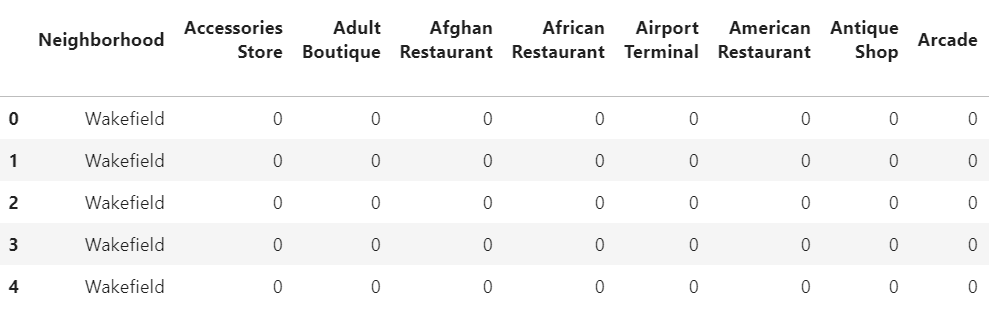 Neighborhood Accessories Store Adult Boutique Afghan Restaurant African Restaurant Airport Terminal American Restaurant Antique Shop Arcade
0 Wakefield 0 0 0 0 0 0 0 0
1 Wakefield 0 0 0 0 0 0 0 0
2 Wakefield 0 0 0 0 0 0 0 0
3 Wakefield 0 0 0 0 0 0 0 0
4 Wakefield 0 0 0 0 0 0 0 0